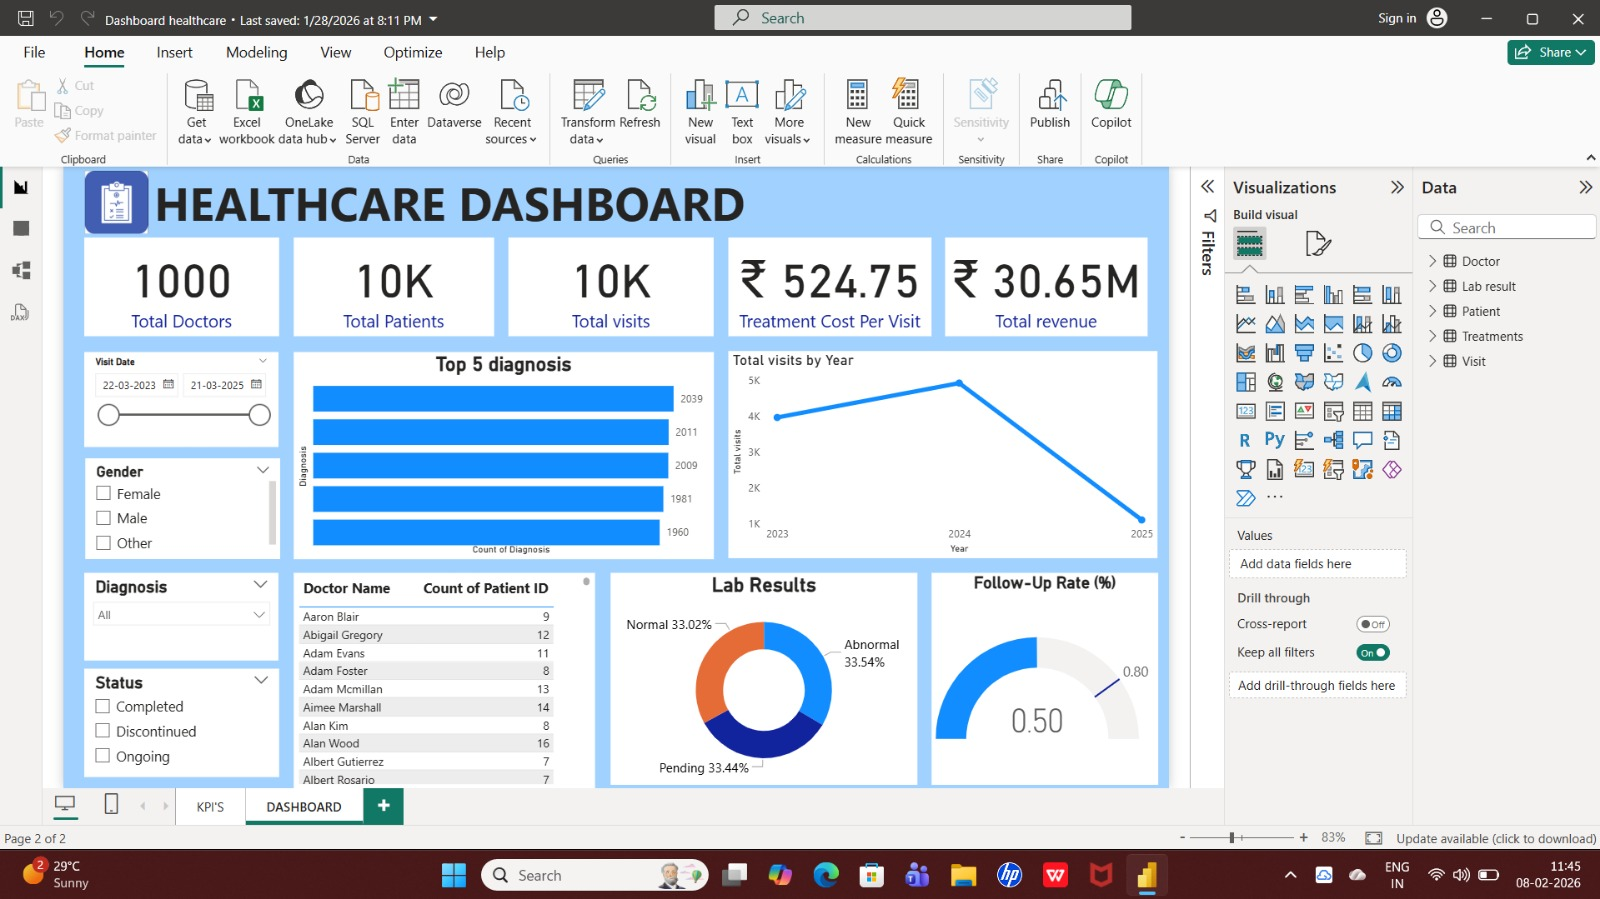 Dashboard healthcare • Last saved: 1/28/2026 at 8:11 PM
Search
Sign in
File
Home
Insert
Modeling
View
Optimize
Help
Share
Paste
Cut
Copy
Format painter
Clipboard
Get data
Excel workbook
OneLake data hub
SQL Server
Enter data
Dataverse
Recent sources
Data
Transform data
Refresh
Queries
New visual
Text box
More visuals
Insert
New measure
Quick measure
Calculations
Sensitivity
Sensitivity
Publish
Share
Copilot
Copilot
HEALTHCARE DASHBOARD
1000
Total Doctors
10K
Total Patients
10K
Total visits
₹ 524.75
Treatment Cost Per Visit
₹ 30.65M
Total revenue
Visit Date
22-03-2023
21-03-2025
Gender
Female
Male
Other
Diagnosis
All
Status
Completed
Discontinued
Ongoing
Top 5 diagnosis
Diagnosis
2039
2011
2009
1981
1960
Count of Diagnosis
Total visits by Year
Total visits
5K
4K
3K
2K
1K
2023
2024
2025
Year
Doctor Name Count of Patient ID
Aaron Blair 9
Abigail Gregory 12
Adam Evans 11
Adam Foster 8
Adam Mcmillan 13
Aimee Marshall 14
Alan Kim 8
Alan Wood 16
Albert Gutierrez 7
Albert Rosario 7
Lab Results
Normal 33.02%
Abnormal
33.54%
Pending 33.44%
Follow-Up Rate (%)
0.80
0.50
Filters
Visualizations
Build visual
123
R
Py
123
Values
Add data fields here
Drill through
Cross-report
Off
Keep all filters
On
Add drill-through fields here
Data
Search
Doctor
Lab result
Patient
Treatments
Visit
DAX
KPI'S
DASHBOARD
+
Page 2 of 2
- + 83%
Update available (click to download)
2
29°C
Sunny
Search
hp
W
ENG
IN
11:45
08-02-2026